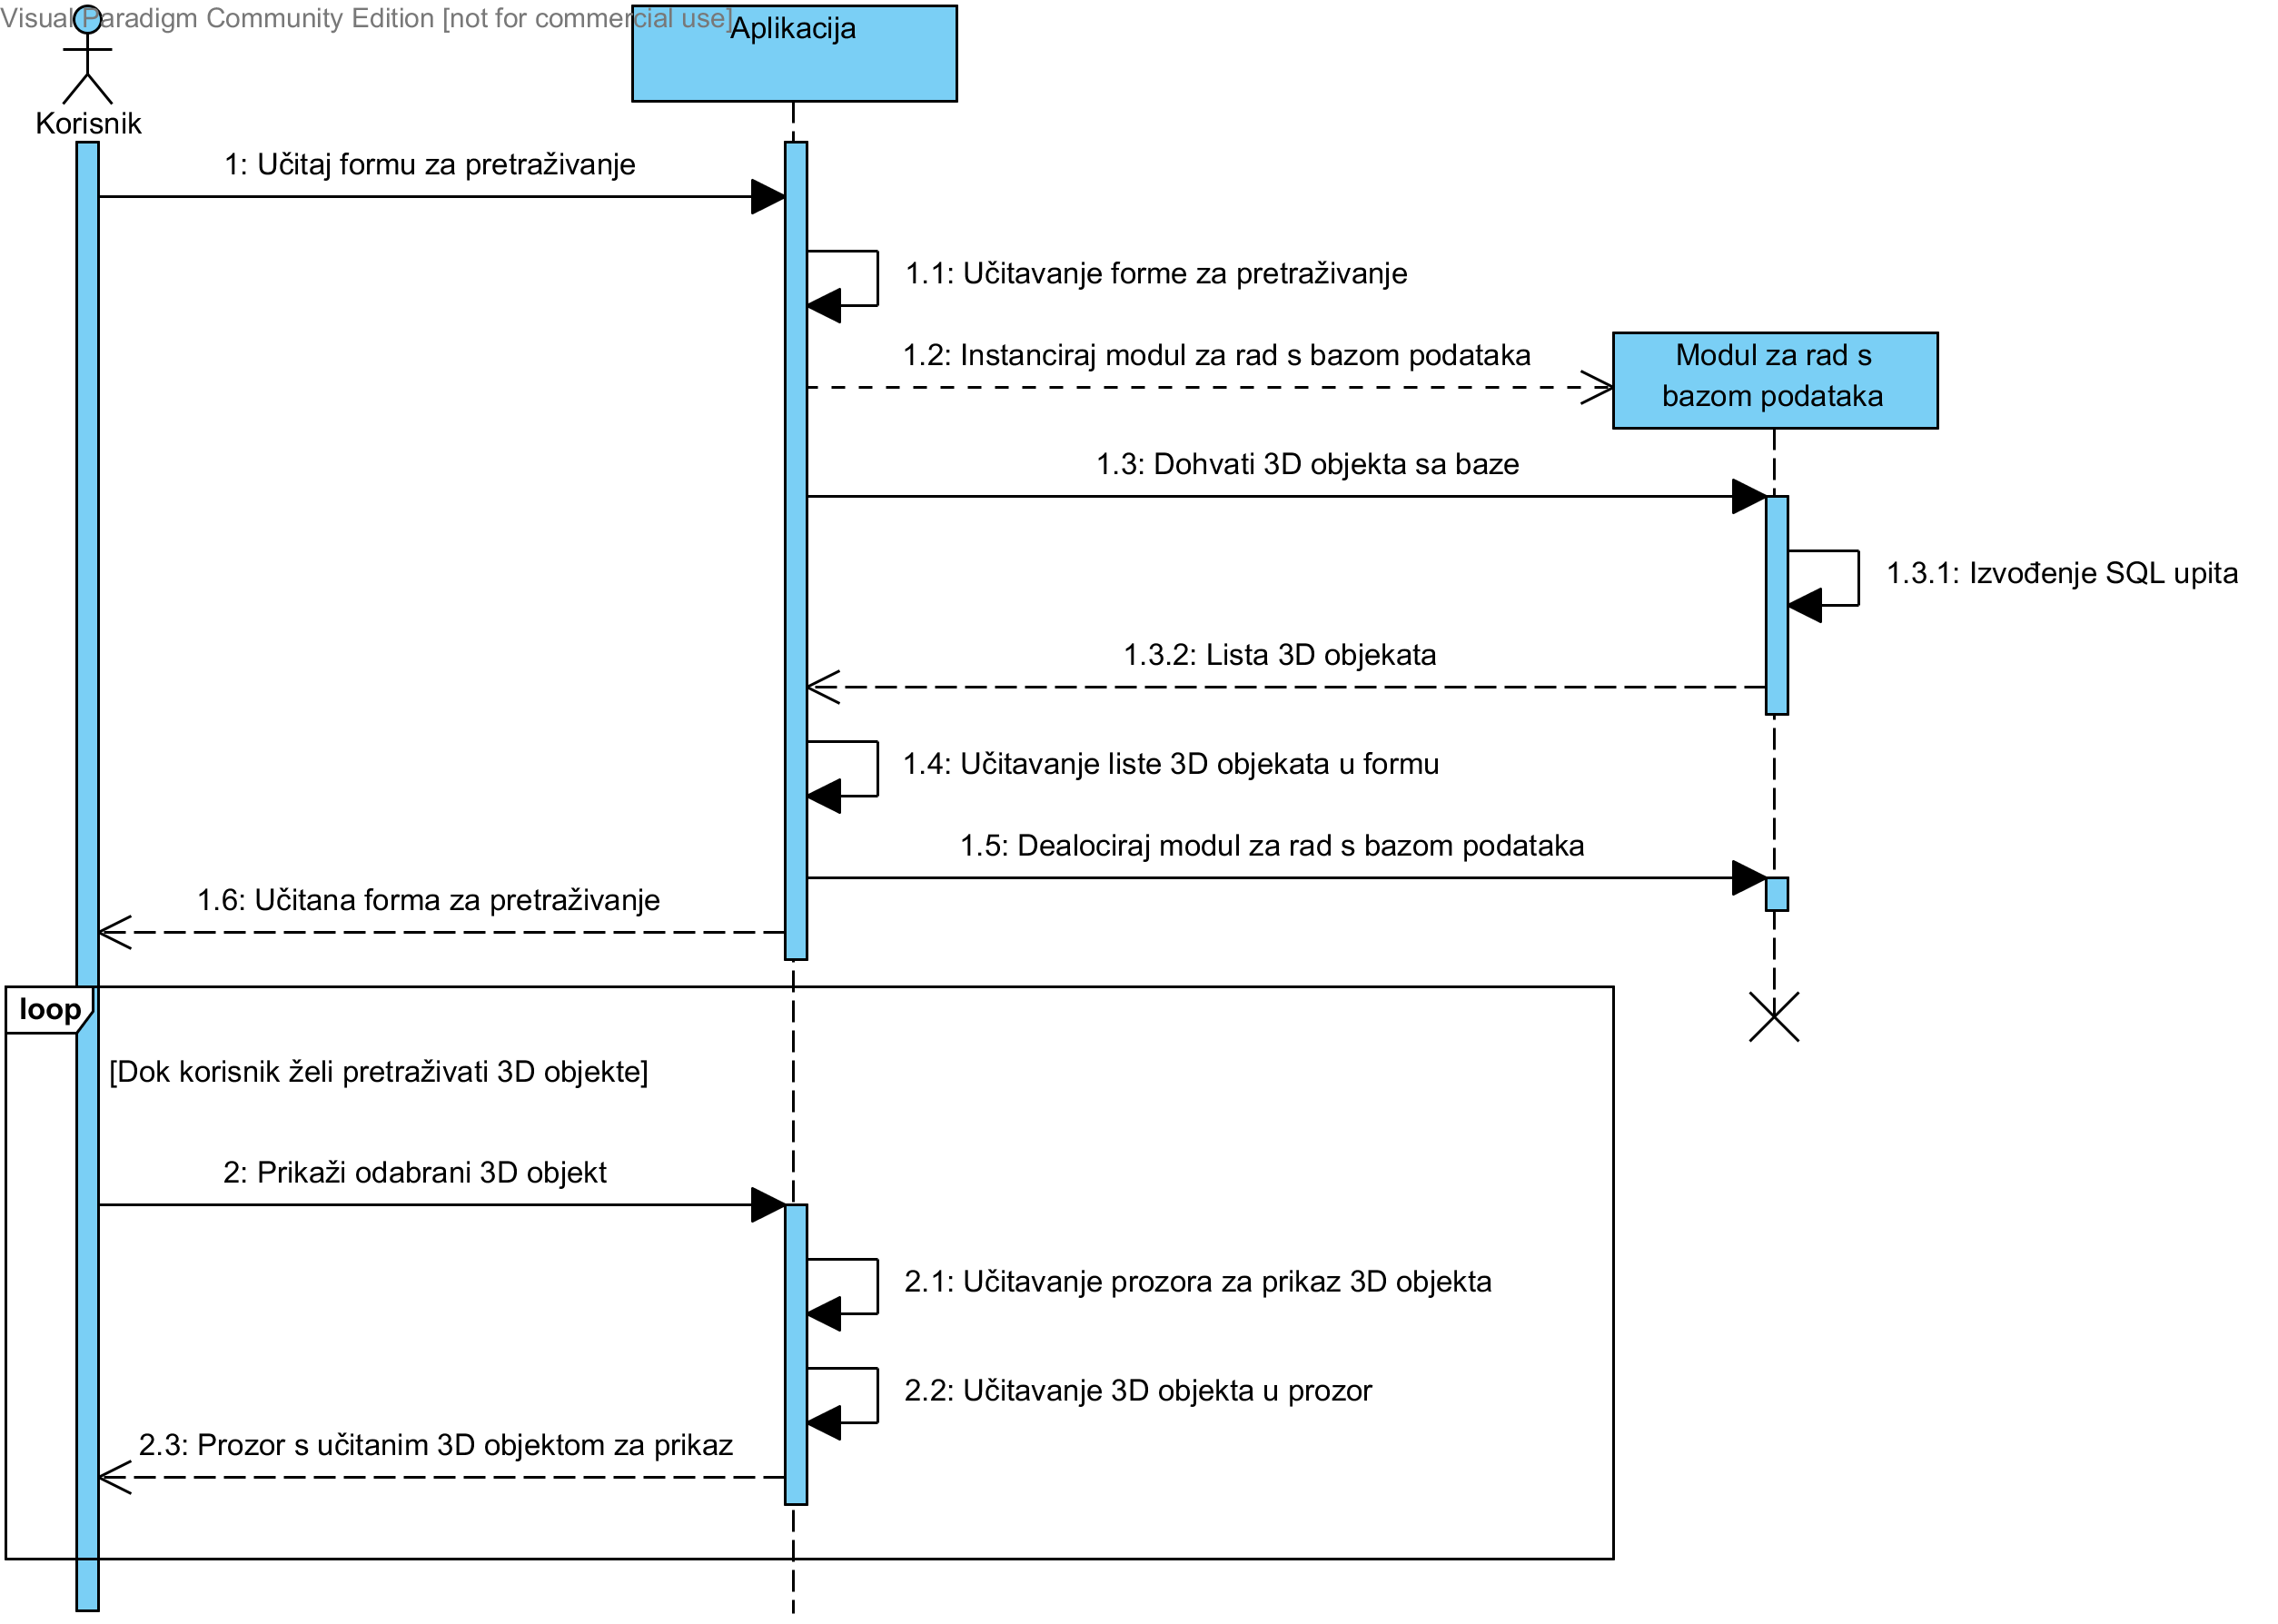 Visual Paradigm Community Edition [not for commercial use]
Aplikacija
Korisnik
1: Učitaj formu za pretraživanje
1.1: Učitavanje forme za pretraživanje
1.2: Instanciraj modul za rad s bazom podataka
Modul za rad s
bazom podataka
1.3: Dohvati 3D objekta sa baze
1.3.1: Izvođenje SQL upita
1.3.2: Lista 3D objekata
1.4: Učitavanje liste 3D objekata u formu
1.5: Dealociraj modul za rad s bazom podataka
1.6: Učitana forma za pretraživanje
loop
[Dok korisnik želi pretraživati 3D objekte]
2: Prikaži odabrani 3D objekt
2.1: Učitavanje prozora za prikaz 3D objekta
2.2: Učitavanje 3D objekta u prozor
2.3: Prozor s učitanim 3D objektom za prikaz